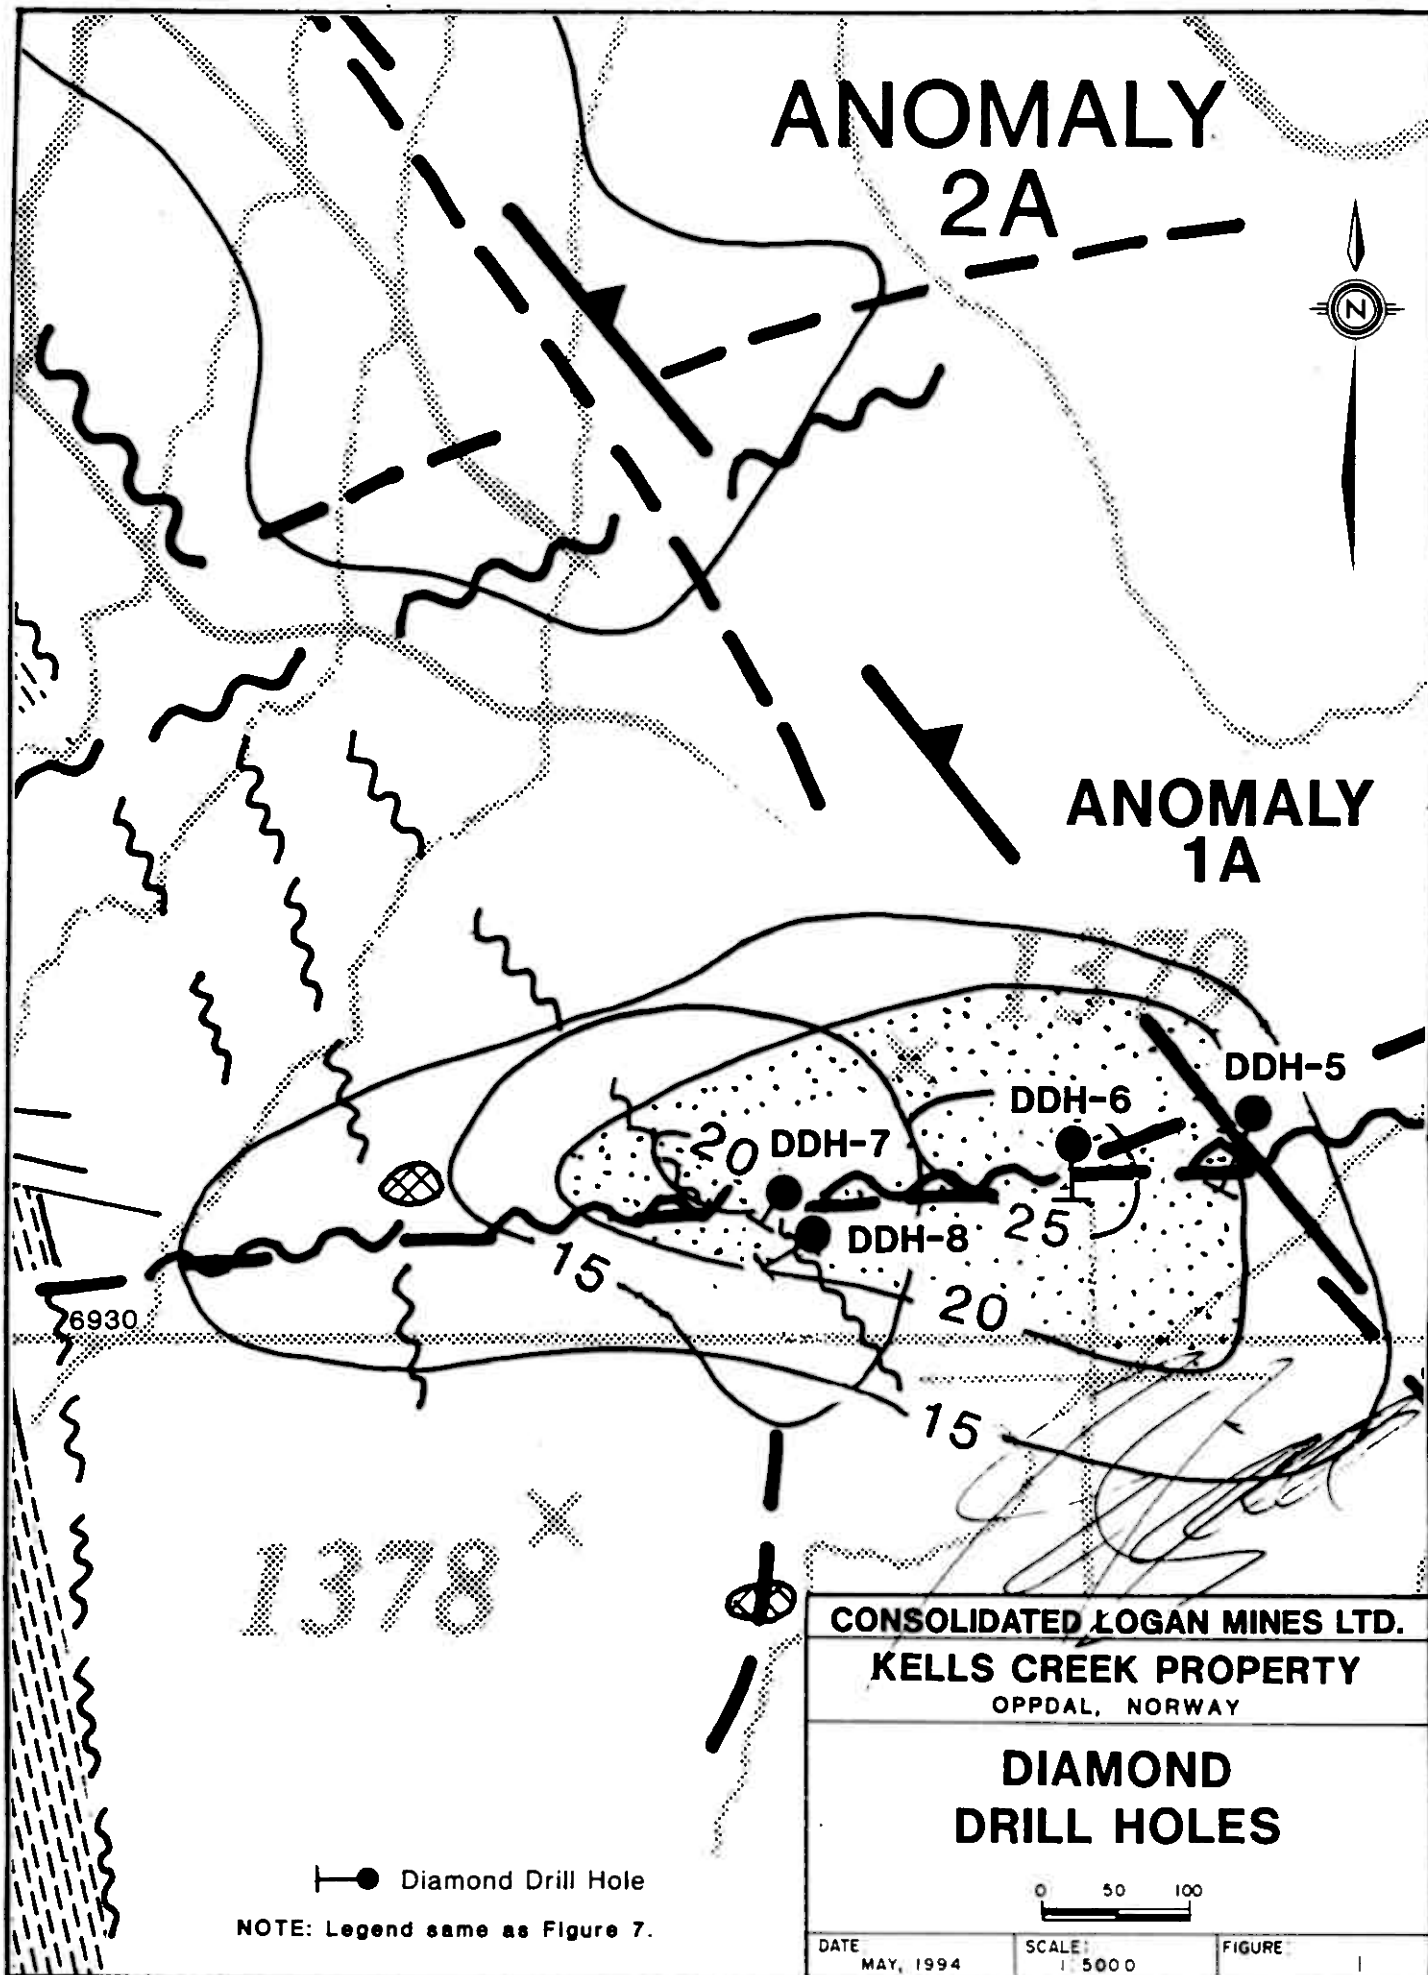 ANOMALY
2A
N
ANOMALY
1A
1379
DDH-5
DDH-6
20
DDH-7
25
DDH-8
15
20
6930
15
1378
CONSOLIDATED LOGAN MINES LTD.
KELLS CREEK PROPERTY
OPPDAL, NORWAY
DIAMOND
DRILL HOLES
Diamond Drill Hole
NOTE: Legend same as Figure 7.
0 50 100
DATE
MAY, 1994
SCALE:
1:5000
FIGURE: